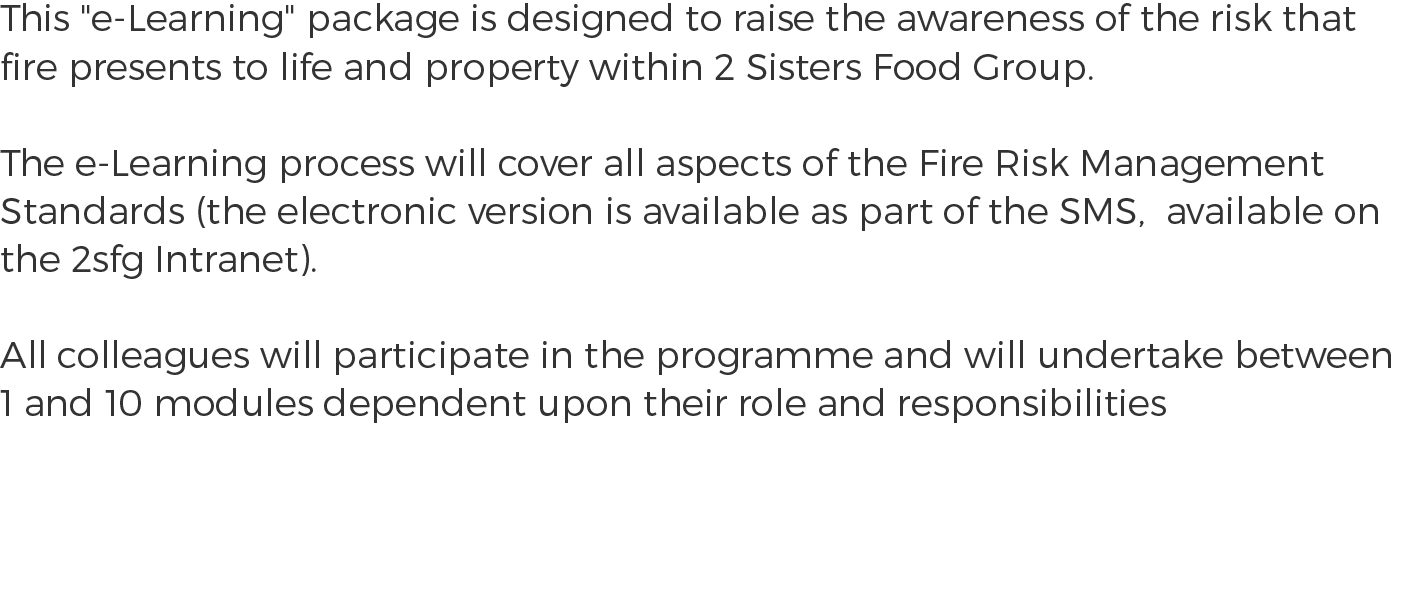 This "e-Learning" package is designed to raise the awareness of the risk that
fire presents to life and property within 2 Sisters Food Group.
The e-Learning process will cover all aspects of the Fire Risk Management
Standards (the electronic version is available as part of the SMS,  available on
the 2sfg Intranet).
All colleagues will participate in the programme and will undertake between
1 and 10 modules dependent upon their role and responsibilities